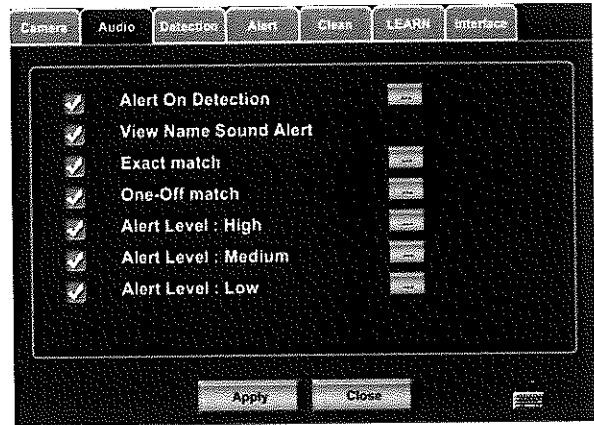 Camera Audio Detection Alert Clean LEARN Interface
Alert On Detection ...
View Name Sound Alert
Exact match ...
One-Off match ...
Alert Level : High ...
Alert Level : Medium ...
Alert Level : Low ...
Apply Close